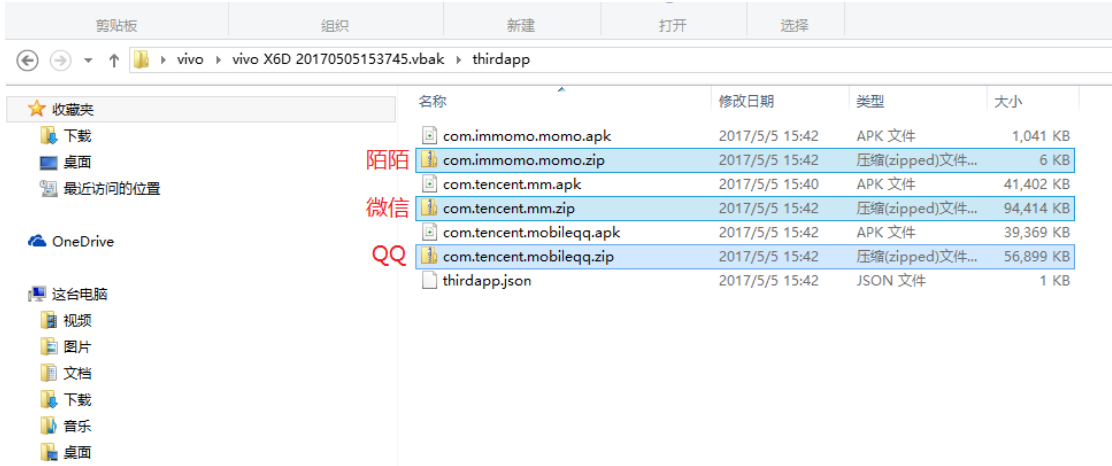 剪贴板 组织 新建 打开 选择
vivo vivo X6D 20170505153745.vbak thirdapp
收藏夹
下载
桌面
最近访问的位置
OneDrive
这台电脑
视频
图片
文档
下载
音乐
桌面
名称 修改日期 类型 大小
com.immomo.momo.apk 2017/5/5 15:42 APK 文件 1,041 KB
陌陌 com.immomo.momo.zip 2017/5/5 15:42 压缩(zipped)文件... 6 KB
com.tencent.mm.apk 2017/5/5 15:40 APK 文件 41,402 KB
微信 com.tencent.mm.zip 2017/5/5 15:42 压缩(zipped)文件... 94,414 KB
com.tencent.mobileqq.apk 2017/5/5 15:42 APK 文件 39,369 KB
QQ com.tencent.mobileqq.zip 2017/5/5 15:42 压缩(zipped)文件... 56,899 KB
thirdapp.json 2017/5/5 15:42 JSON 文件 1 KB